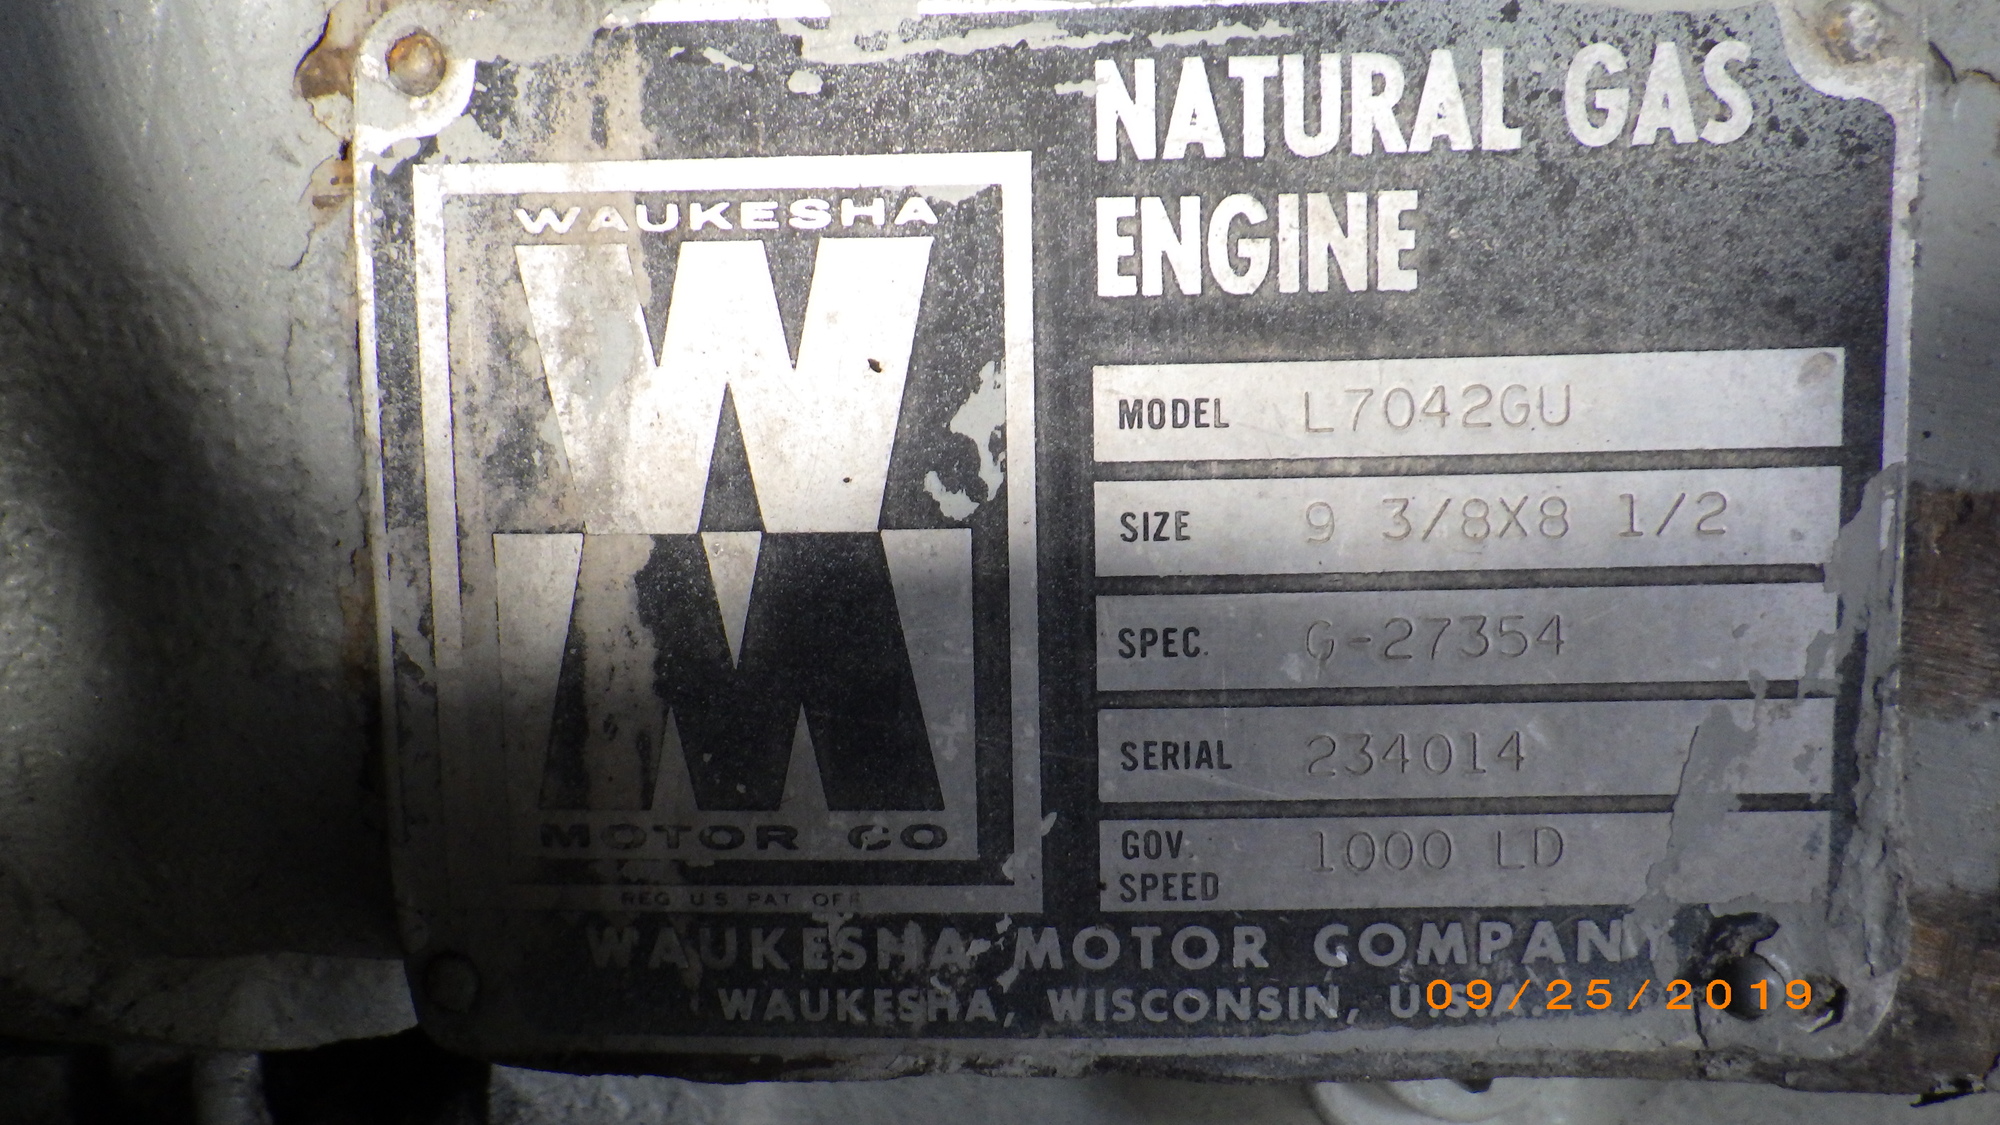 NATURAL GAS
ENGINE
WAUKESHA
W
M
MOTOR CO
REG US PAT OFF
MODEL L7042GU
SIZE 9 3/8X8 1/2
SPEC. G-27354
SERIAL 234014
GOV. SPEED 1000 LD
WAUKESHA MOTOR COMPANY
WAUKESHA, WISCONSIN, U.S.A.
09/25/2019